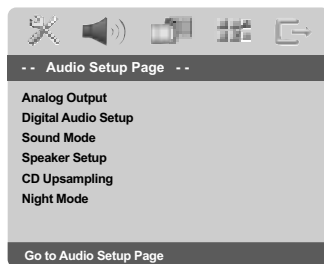 - -  Audio Setup Page  - -
Analog Output
Digital Audio Setup
Sound Mode
Speaker Setup
CD Upsampling
Night Mode
Go to Audio Setup Page